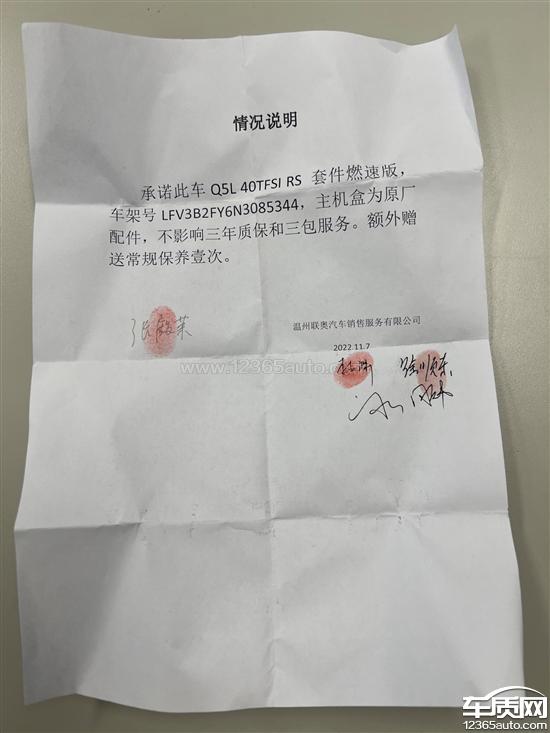 情况说明
承诺此车 Q5L 40TFSI RS 套件燃速版，
车架号 LFV3B2FY6N3085344，主机盒为原厂
配件，不影响三年质保和三包服务。额外赠
送常规保养壹次。
温州联奥汽车销售服务有限公司
2022.11.7
www.12365auto.com
车质网
12365auto.com